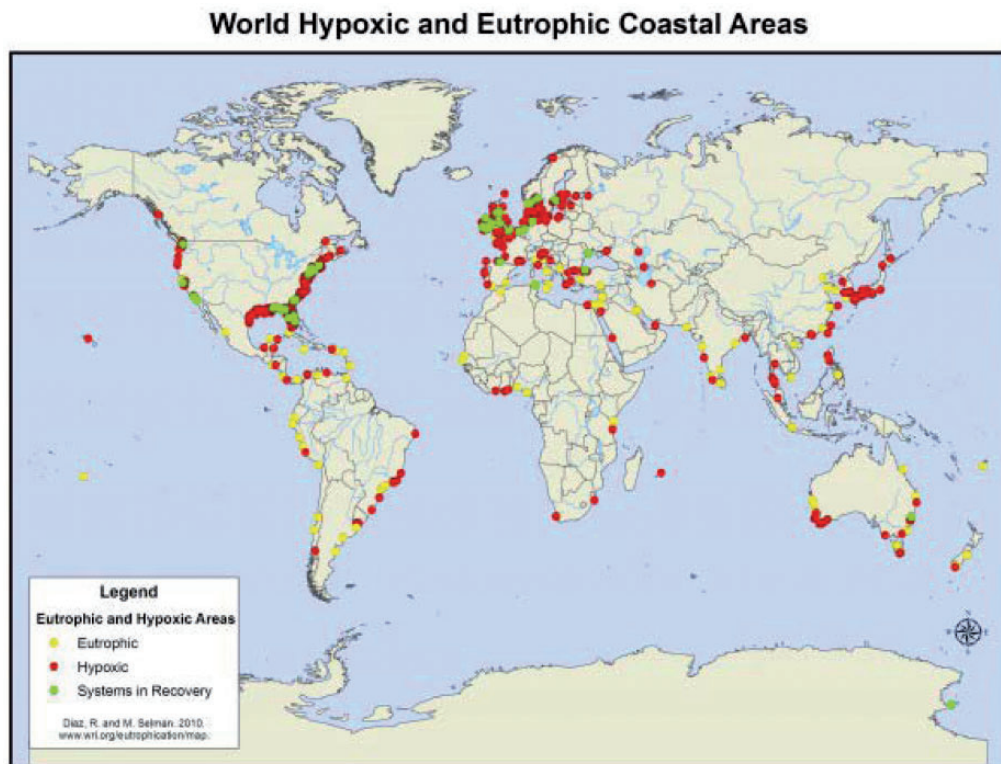 World Hypoxic and Eutrophic Coastal Areas
Legend
Eutrophic and Hypoxic Areas
Eutrophic
Hypoxic
Systems in Recovery
Diaz, R. and M. Selman. 2010.
www.wri.org/eutrophication/map.